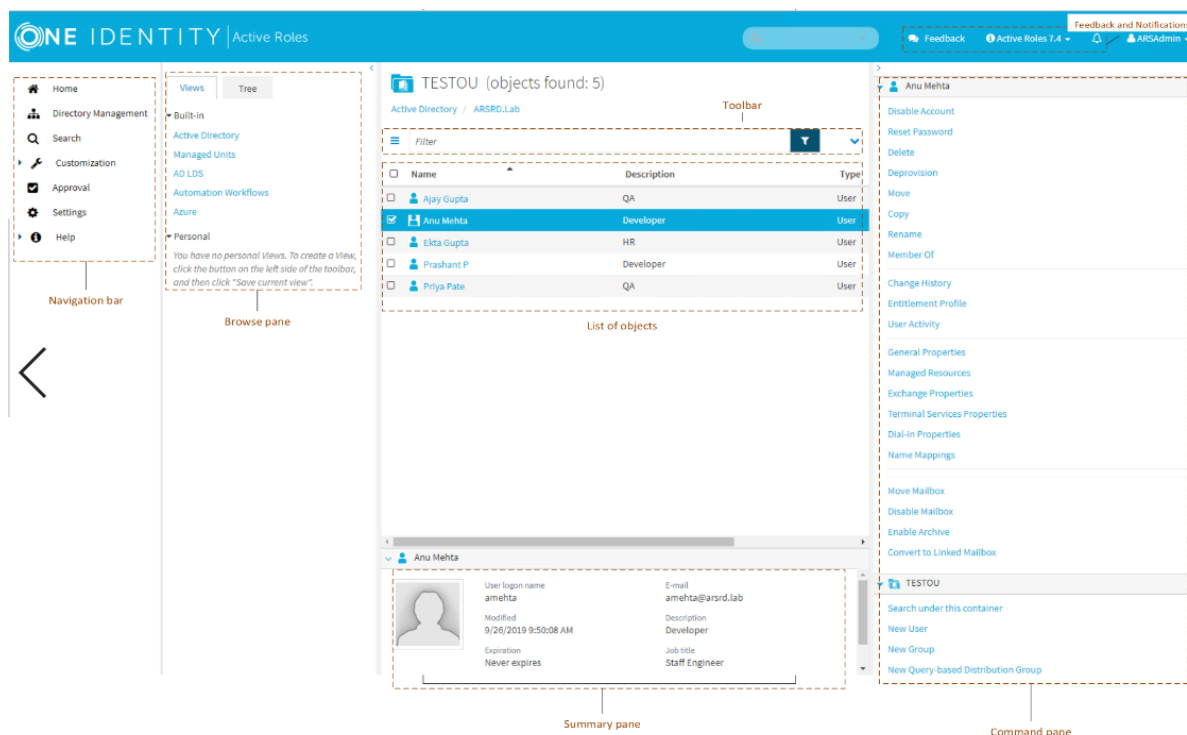 ONE IDENTITY | Active Roles
Feedback
Active Roles 7.4
ARSAdmin
Feedback and Notification
Home
Directory Management
Search
Customization
Approval
Settings
Help
Navigation bar
Views
Tree
Built-in
Active Directory
Managed Units
AD LDS
Automation Workflows
Azure
Personal
You have no personal Views. To create a View,
click the button on the left side of the toolbar,
and then click "Save current view".
Browse pane
TESTOU (objects found: 5)
Active Directory / ARSRD.Lab
Toolbar
Filter
Name Description Type
Ajay Gupta QA User
Anu Mehta Developer User
Ekta Gupta HR User
Prashant P Developer User
Priya Pate QA User
List of objects
Anu Mehta
User logon name
amehta
E-mail
amehta@arsrd.lab
Modified
9/26/2019 9:50:08 AM
Description
Developer
Expiration
Never expires
Job title
Staff Engineer
Summary pane
Anu Mehta
Disable Account
Reset Password
Delete
Deprovision
Move
Copy
Rename
Member Of
Change History
Entitlement Profile
User Activity
General Properties
Managed Resources
Exchange Properties
Terminal Services Properties
Dial-in Properties
Name Mappings
Move Mailbox
Disable Mailbox
Enable Archive
Convert to Linked Mailbox
TESTOU
Search under this container
New User
New Group
New Query-based Distribution Group
Command pane